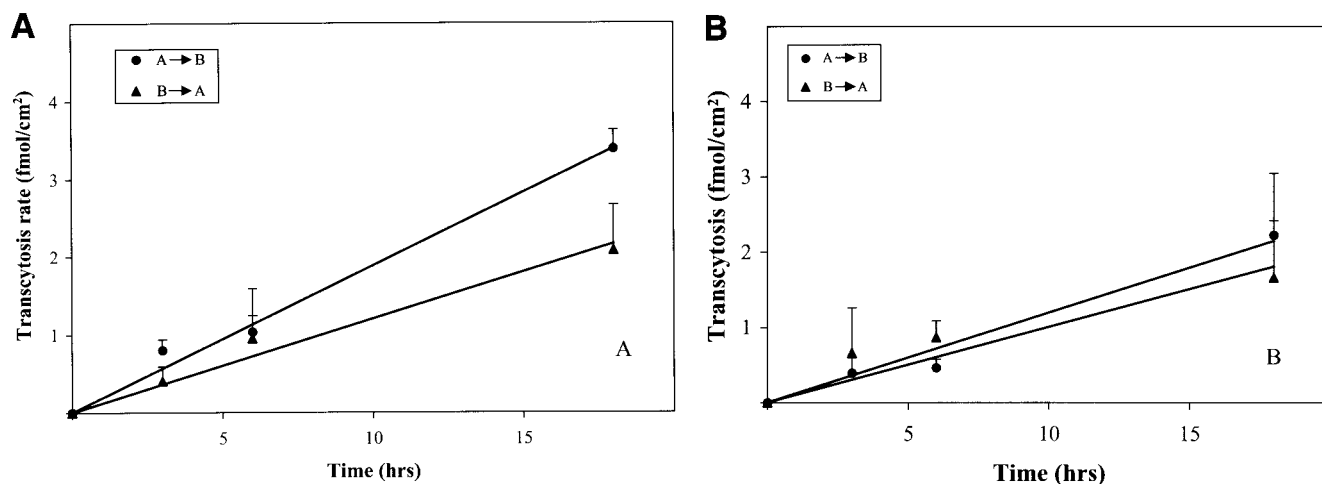 A
A→B
B→A
Transcytosis rate (fmol/cm²)
4
3
2
1
A
5
10
15
Time (hrs)
B
A→B
B→A
Transcytosis (fmol/cm²)
4
3
2
1
B
5
10
15
Time (hrs)